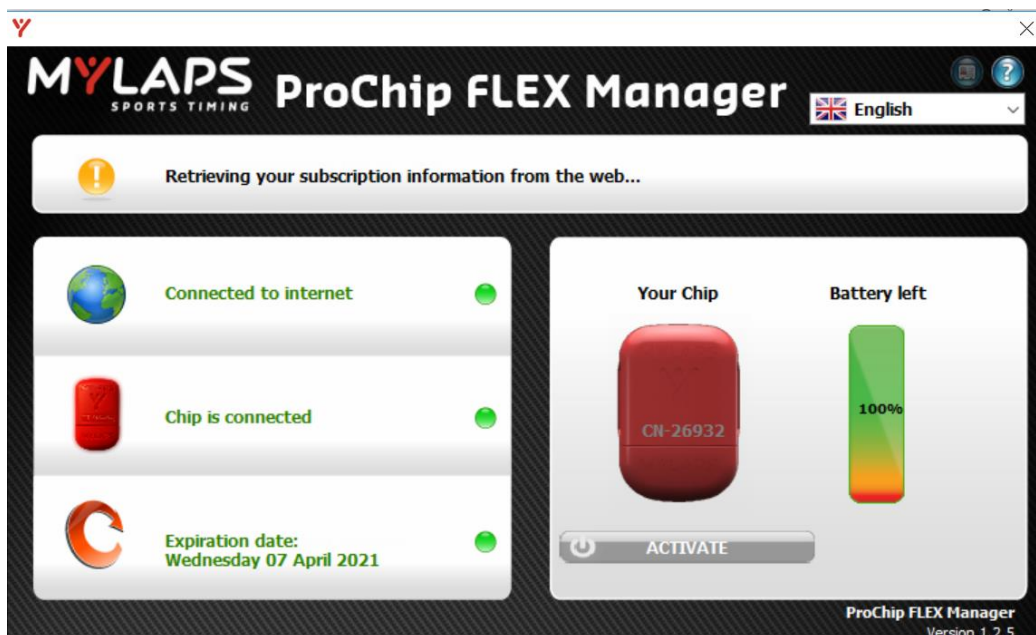 MYLAPS
SPORTS TIMING
ProChip FLEX Manager
English
Retrieving your subscription information from the web...
Connected to internet
Chip is connected
Expiration date:
Wednesday 07 April 2021
Your Chip
Battery left
CN-26932
100%
ACTIVATE
ProChip FLEX Manager
Version 1.2.5